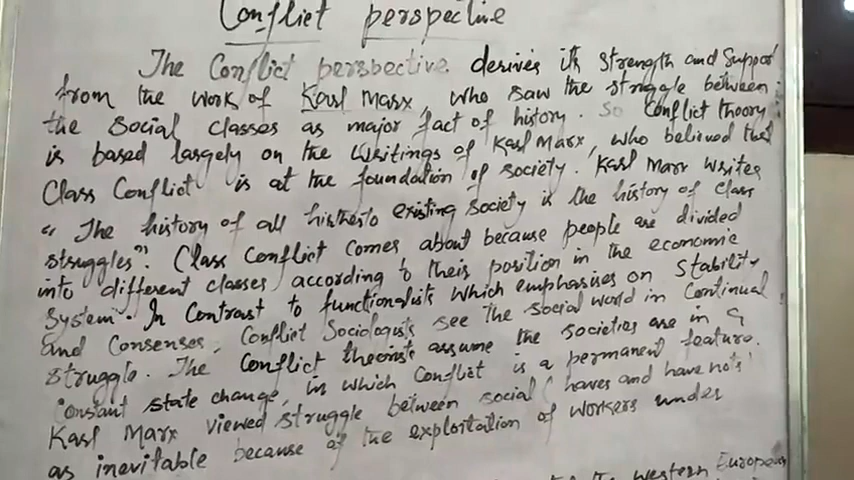 Conflict perspective
The Conflict perspective derives its strength and Support
from the work of Karl Marx, who saw the struggle between
the social classes as major fact of history. So Conflict theory
is based largely on the writings of Karl Marx, who believed that
Class Conflict is at the foundation of society. Karl Marx writes
" The history of all hitherto existing society is the history of class
struggles". Class Conflict comes about because people are divided
into different classes according to their position in the economic
System. In Contrast to functionalists which emphasises on Stability
and Consenses, Conflict Sociologists see the social world in Continual
struggle. The Conflict theorists assume the societies are in a
Constant state change, in which Conflict is a permanent feature.
Karl Marx viewed struggle between social 'haves and have nots'
as inevitable because of the exploitation of workers under
the western European